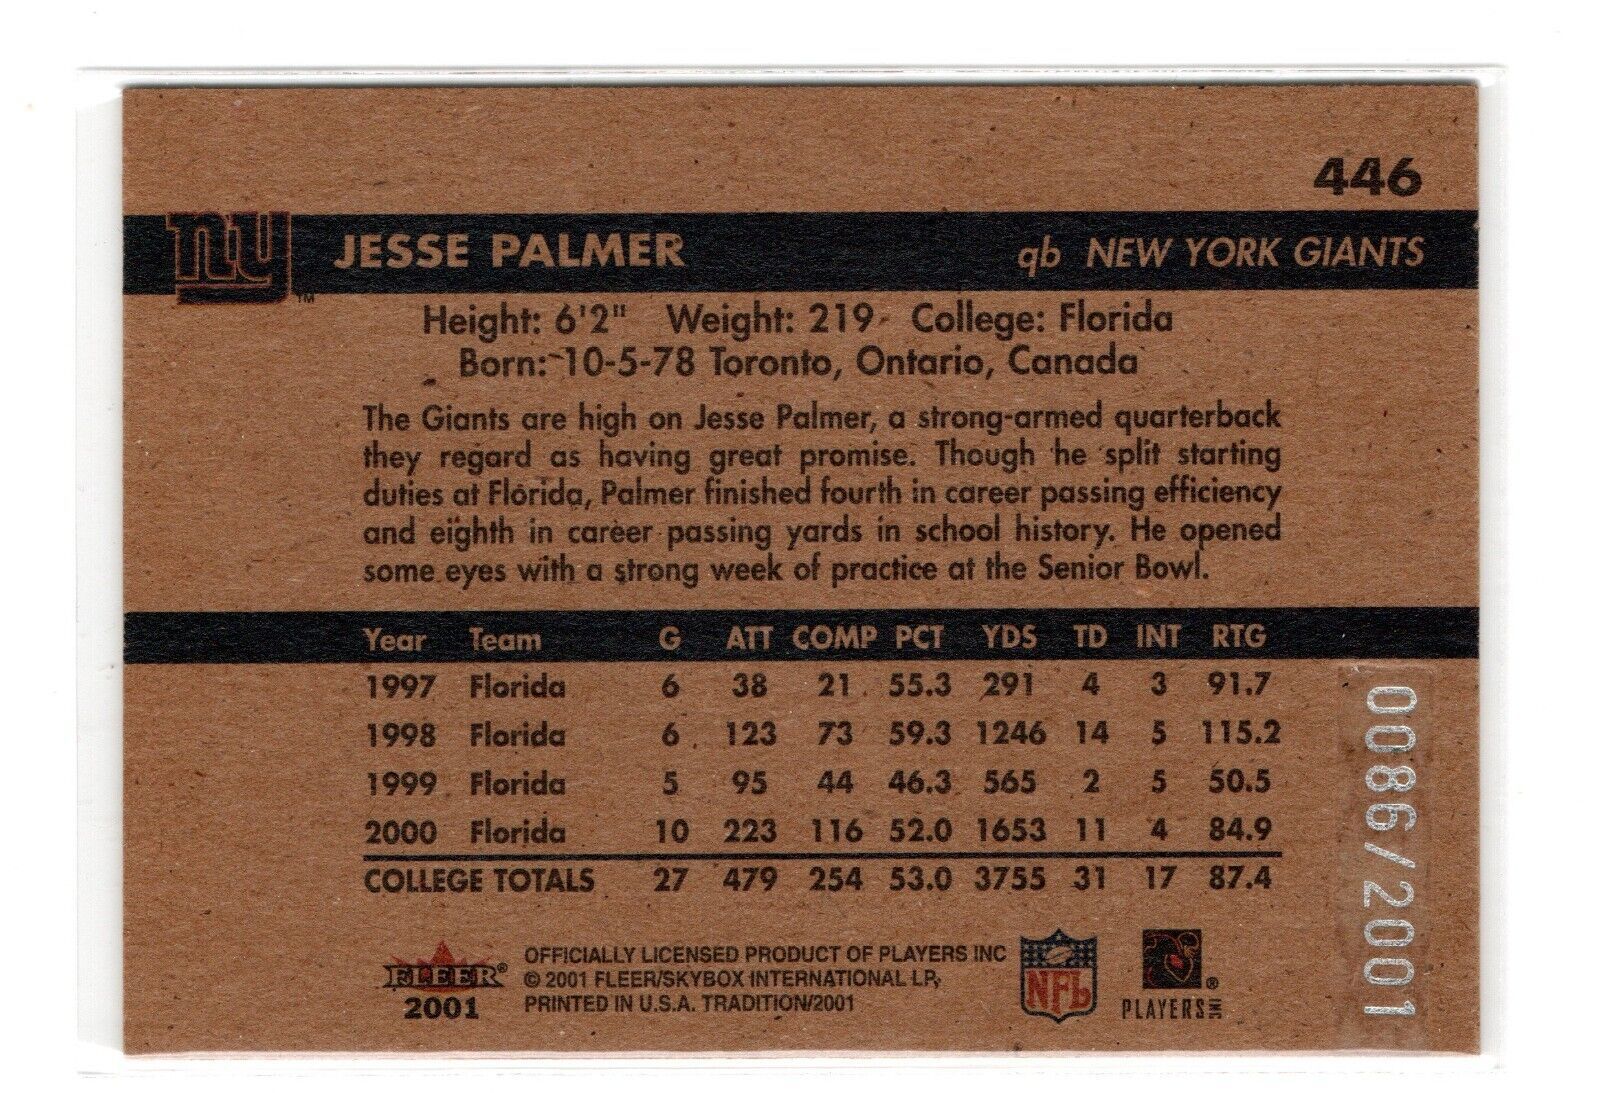 446
ny JESSE PALMER qb NEW YORK GIANTS
TM
Height: 6'2" Weight: 219 College: Florida
Born: 10-5-78 Toronto, Ontario, Canada
The Giants are high on Jesse Palmer, a strong-armed quarterback
they regard as having great promise. Though he split starting
duties at Florida, Palmer finished fourth in career passing efficiency
and eighth in career passing yards in school history. He opened
some eyes with a strong week of practice at the Senior Bowl.
Year Team G ATT COMP PCT YDS TD INT RTG
1997 Florida 6 38 21 55.3 291 4 3 91.7
1998 Florida 6 123 73 59.3 1246 14 5 115.2
1999 Florida 5 95 44 46.3 565 2 5 50.5
2000 Florida 10 223 116 52.0 1653 11 4 84.9
COLLEGE TOTALS 27 479 254 53.0 3755 31 17 87.4
0086/2001
FLEER®
2001
OFFICIALLY LICENSED PRODUCT OF PLAYERS INC
© 2001 FLEER/SKYBOX INTERNATIONAL LP,
PRINTED IN U.S.A. TRADITION/2001
NFL
®
PLAYERS INC